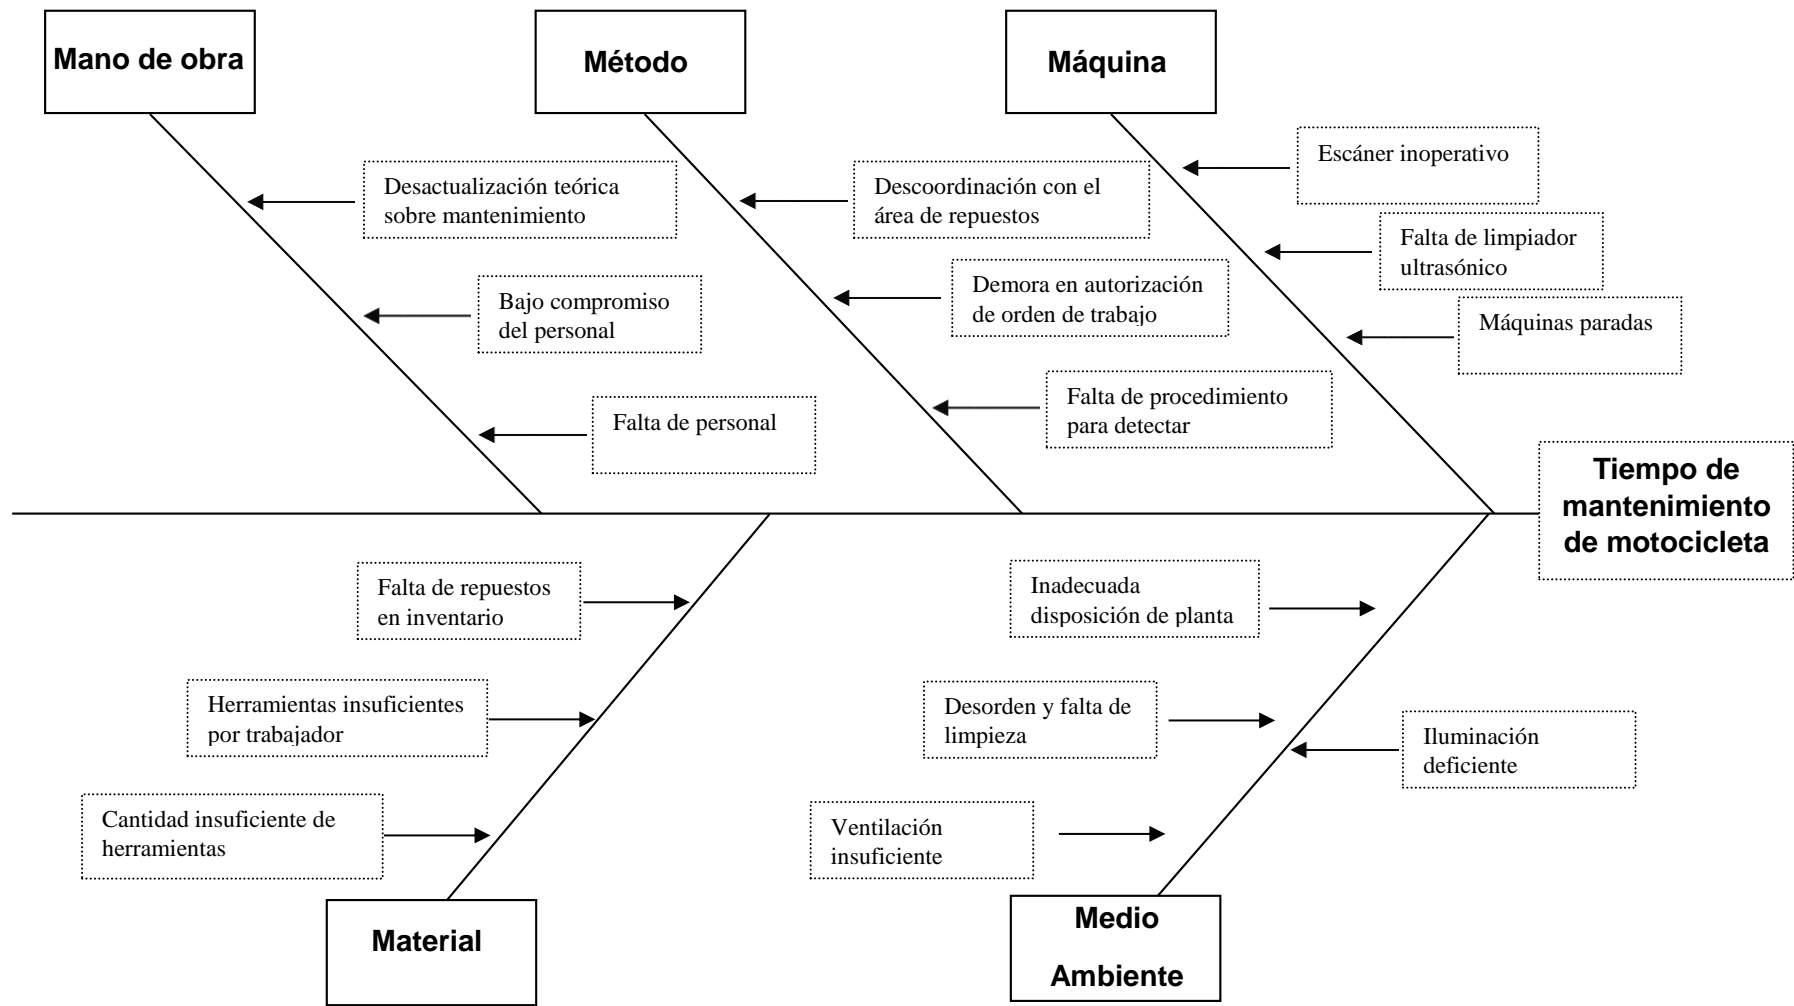 Mano de obra
Método
Máquina
Escáner inoperativo
Desactualización teórica
sobre mantenimiento
Descoordinación con el
área de repuestos
Falta de limpiador
ultrasónico
Bajo compromiso
del personal
Demora en autorización
de orden de trabajo
Máquinas paradas
Falta de personal
Falta de procedimiento
para detectar
Tiempo de
mantenimiento
de motocicleta
Falta de repuestos
en inventario
Inadecuada
disposición de planta
Herramientas insuficientes
por trabajador
Desorden y falta de
limpieza
Iluminación
deficiente
Cantidad insuficiente de
herramientas
Ventilación
insuficiente
Material
Medio
Ambiente